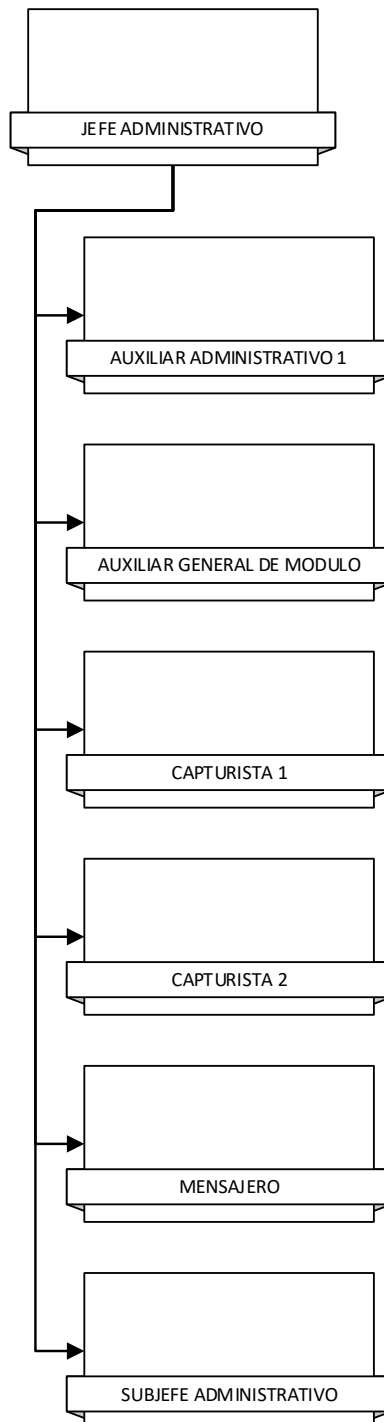 JEFE ADMINISTRATIVO
AUXILIAR ADMINISTRATIVO 1
AUXILIAR GENERAL DE MODULO
CAPTURISTA 1
CAPTURISTA 2
MENSAJERO
SUBJEFE ADMINISTRATIVO